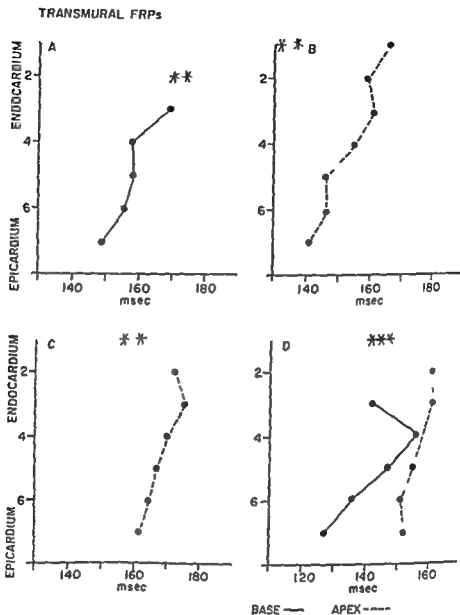 TRANSMURAL FRPs
A
**
ENDOCARDIUM
EPICARDIUM
2
4
6
140 160 180
msec
** B
2
4
6
140 160 180
msec
C
**
ENDOCARDIUM
EPICARDIUM
2
4
6
140 160 180
msec
D
***
2
4
6
120 140 160
msec
BASE APEX